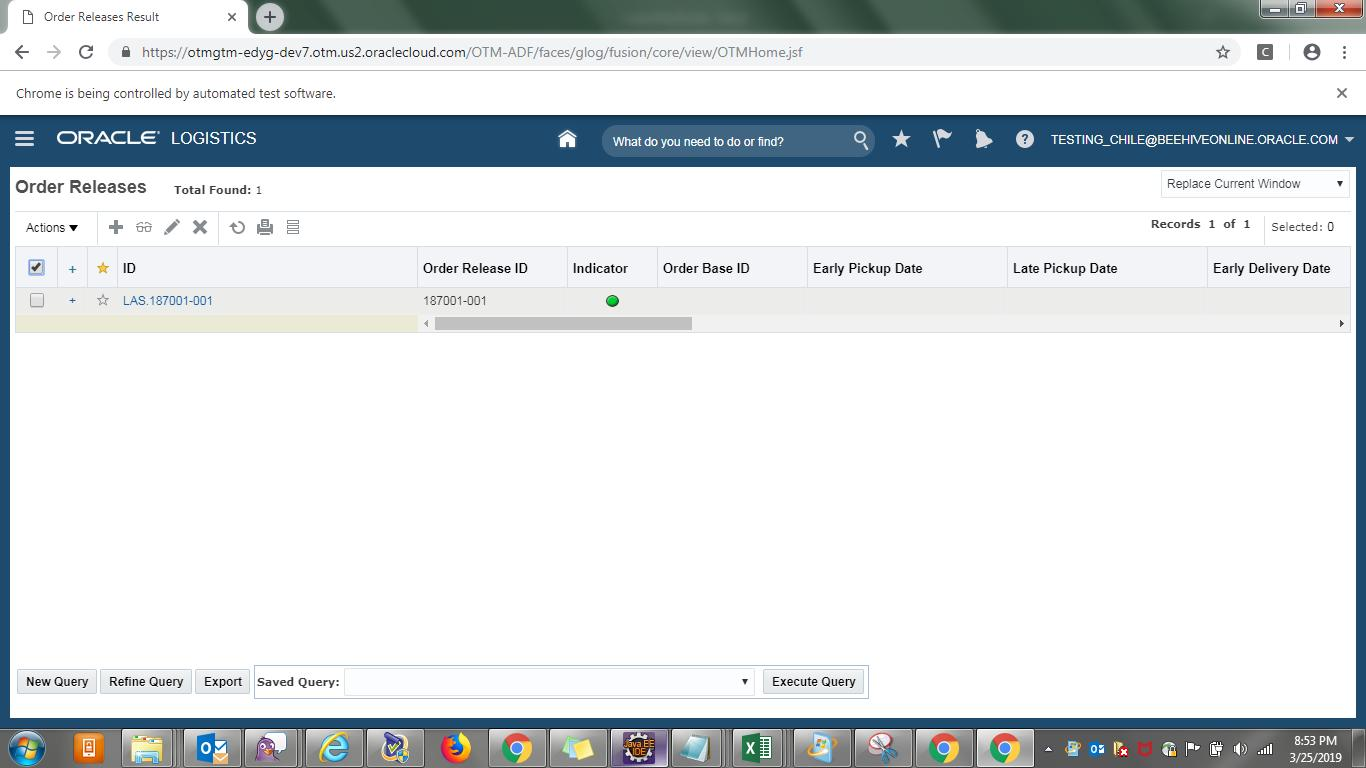 Order Releases Result
https://otmgtm-edyg-dev7.otm.us2.oraclecloud.com/OTM-ADF/faces/glog/fusion/core/view/OTMHome.jsf
C
Chrome is being controlled by automated test software.
ORACLE LOGISTICS
What do you need to do or find?
TESTING_CHILE@BEEHIVEONLINE.ORACLE.COM
Order Releases Total Found: 1
Replace Current Window
Actions
Records 1 of 1 Selected: 0
ID Order Release ID Indicator Order Base ID Early Pickup Date Late Pickup Date Early Delivery Date
LAS.187001-001 187001-001
New Query Refine Query Export Saved Query: Execute Query
Java EE
IDE
8:53 PM
3/25/2019